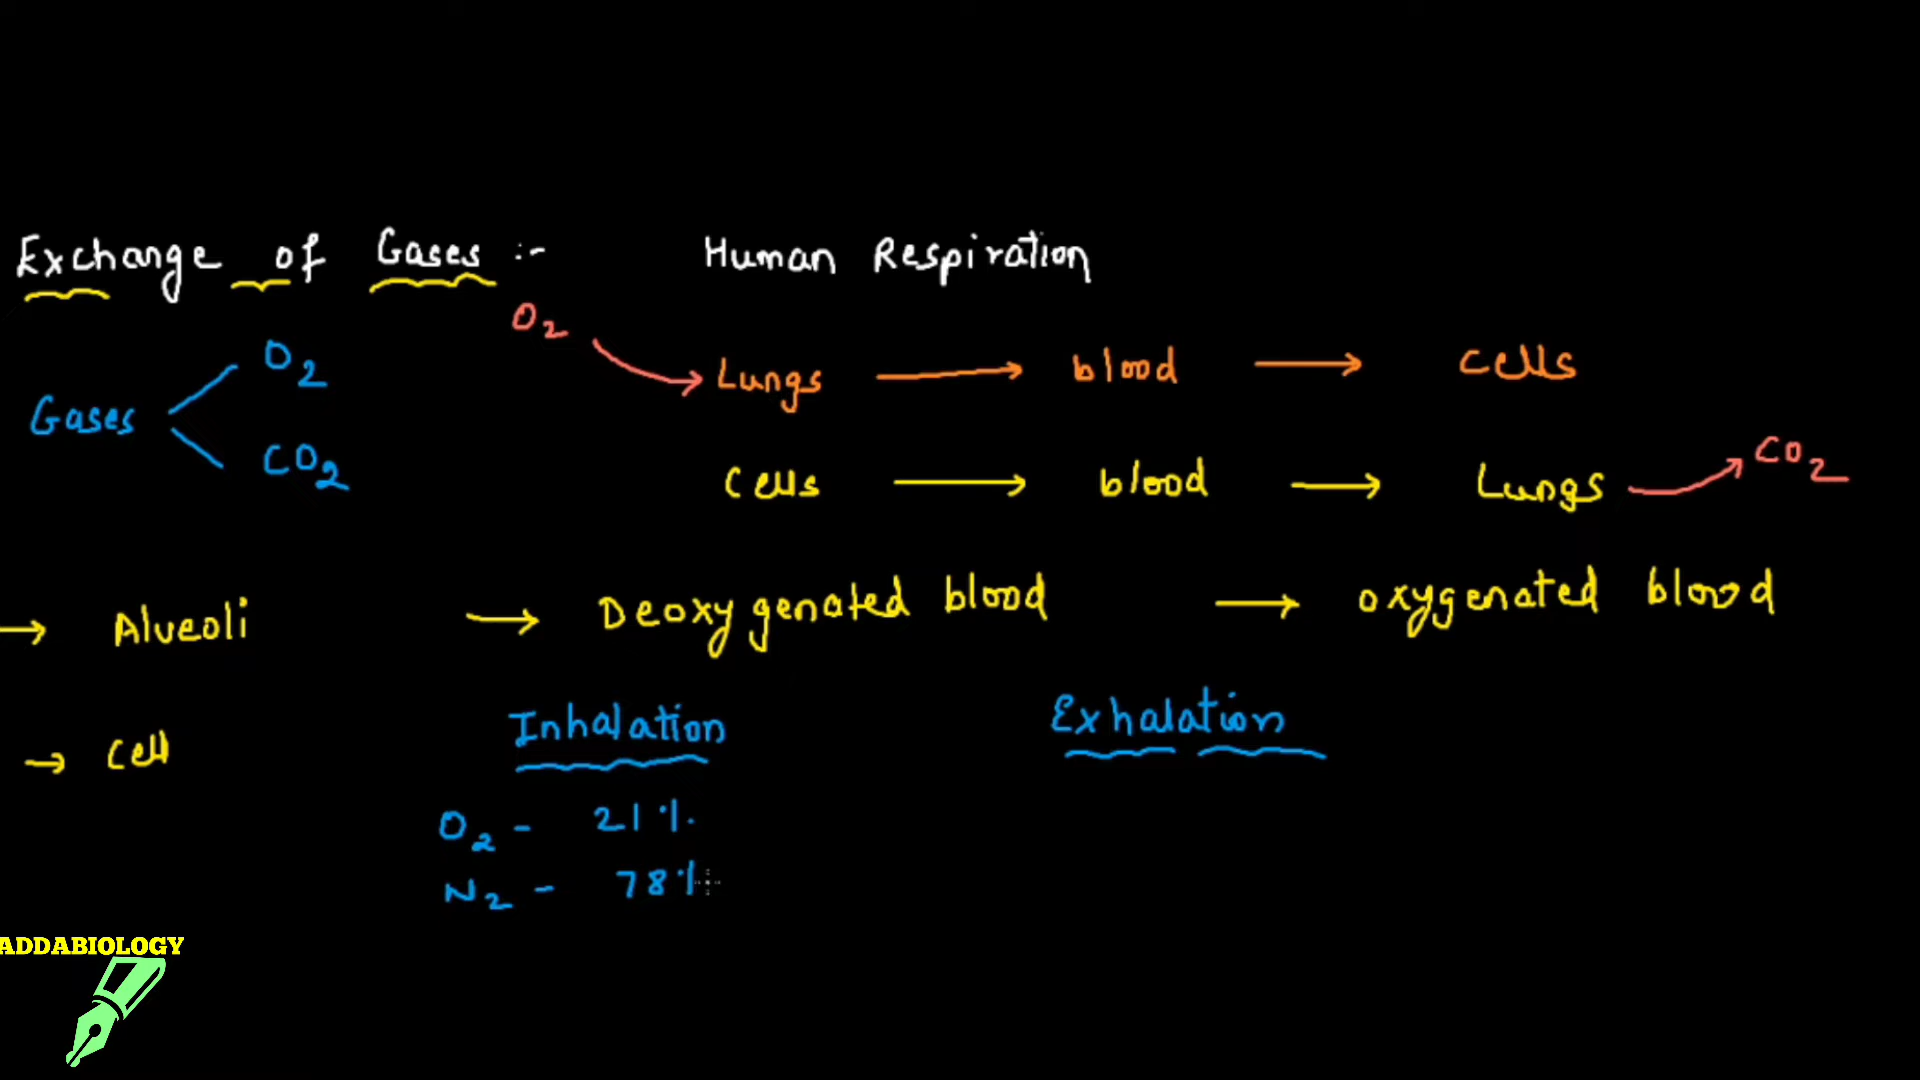 Exchange of Gases :- Human Respiration
O2
Gases O2 CO2
Lungs → blood → cells
cells → blood → Lungs CO2
→ Alveoli → Deoxygenated blood → oxygenated blood
→ cell
Inhalation Exhalation
O2 - 21%.
N2 - 78%
ADDABIOLOGY